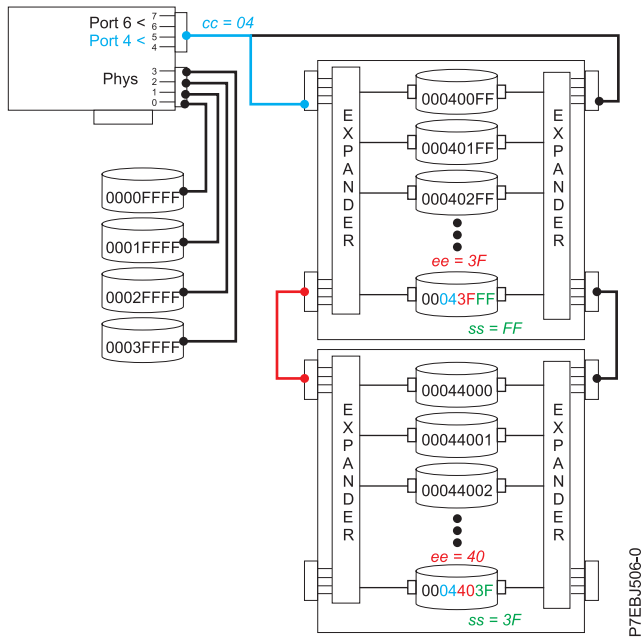 Port 6 <
Port 4 <
7
6
5
4
cc = 04
Phys
3
2
1
0
0000FFFF
0001FFFF
0002FFFF
0003FFFF
EXPANDER
000400FF
000401FF
000402FF
ee = 3F
00043FFF
ss = FF
EXPANDER
EXPANDER
00044000
00044001
00044002
ee = 40
0004403F
ss = 3F
EXPANDER
P7EBJ506-0